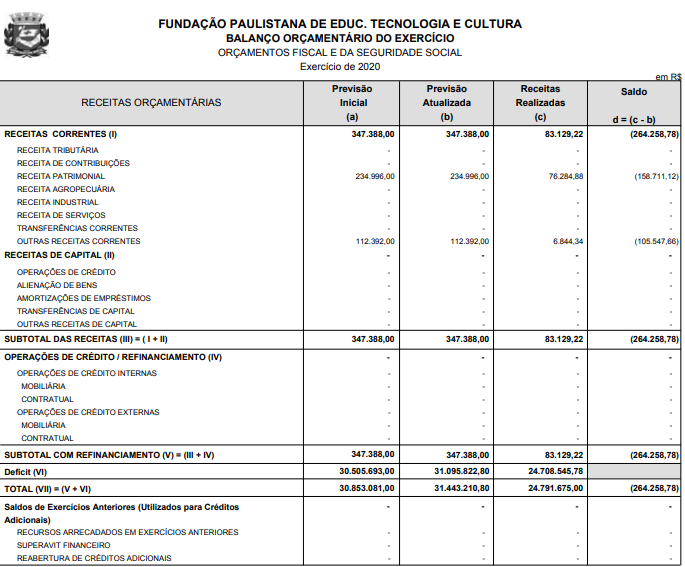 FUNDAÇÃO PAULISTANA DE EDUC. TECNOLOGIA E CULTURA
BALANÇO ORÇAMENTÁRIO DO EXERCÍCIO
ORÇAMENTOS FISCAL E DA SEGURIDADE SOCIAL
Exercício de 2020
em R$
RECEITAS ORÇAMENTÁRIAS Previsão Inicial (a) Previsão Atualizada (b) Receitas Realizadas (c) Saldo d = (c - b)
RECEITAS CORRENTES (I) 347.388,00 347.388,00 83.129,22 (264.258,78)
RECEITA TRIBUTÁRIA - - - -
RECEITA DE CONTRIBUIÇÕES - - - -
RECEITA PATRIMONIAL 234.996,00 234.996,00 76.284,88 (158.711,12)
RECEITA AGROPECUÁRIA - - - -
RECEITA INDUSTRIAL - - - -
RECEITA DE SERVIÇOS - - - -
TRANSFERÊNCIAS CORRENTES - - - -
OUTRAS RECEITAS CORRENTES 112.392,00 112.392,00 6.844,34 (105.547,66)
RECEITAS DE CAPITAL (II) - - - -
OPERAÇÕES DE CRÉDITO - - - -
ALIENAÇÃO DE BENS - - - -
AMORTIZAÇÕES DE EMPRÉSTIMOS - - - -
TRANSFERÊNCIAS DE CAPITAL - - - -
OUTRAS RECEITAS DE CAPITAL - - - -
SUBTOTAL DAS RECEITAS (III) = ( I + II) 347.388,00 347.388,00 83.129,22 (264.258,78)
OPERAÇÕES DE CRÉDITO / REFINANCIAMENTO (IV) - - - -
OPERAÇÕES DE CRÉDITO INTERNAS - - - -
MOBILIÁRIA - - - -
CONTRATUAL - - - -
OPERAÇÕES DE CRÉDITO EXTERNAS - - - -
MOBILIÁRIA - - - -
CONTRATUAL - - - -
SUBTOTAL COM REFINANCIAMENTO (V) = (III + IV) 347.388,00 347.388,00 83.129,22 (264.258,78)
Deficit (VI) 30.505.693,00 31.095.822,80 24.708.545,78
TOTAL (VII) = (V + VI) 30.853.081,00 31.443.210,80 24.791.675,00 (264.258,78)
Saldos de Exercícios Anteriores (Utilizados para Créditos - - - -
Adicionais)
RECURSOS ARRECADADOS EM EXERCÍCIOS ANTERIORES - - - -
SUPERAVIT FINANCEIRO - - - -
REABERTURA DE CRÉDITOS ADICIONAIS - - - -